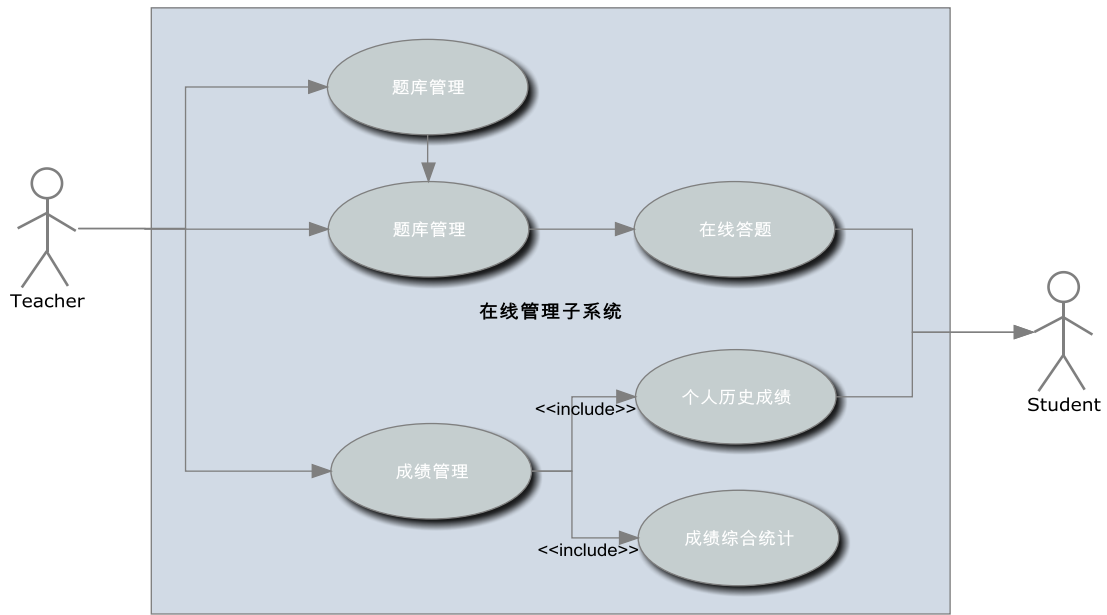 题库管理
题库管理
在线答题
Teacher
在线管理子系统
个人历史成绩
<<include>>
Student
成绩管理
成绩综合统计
<<include>>